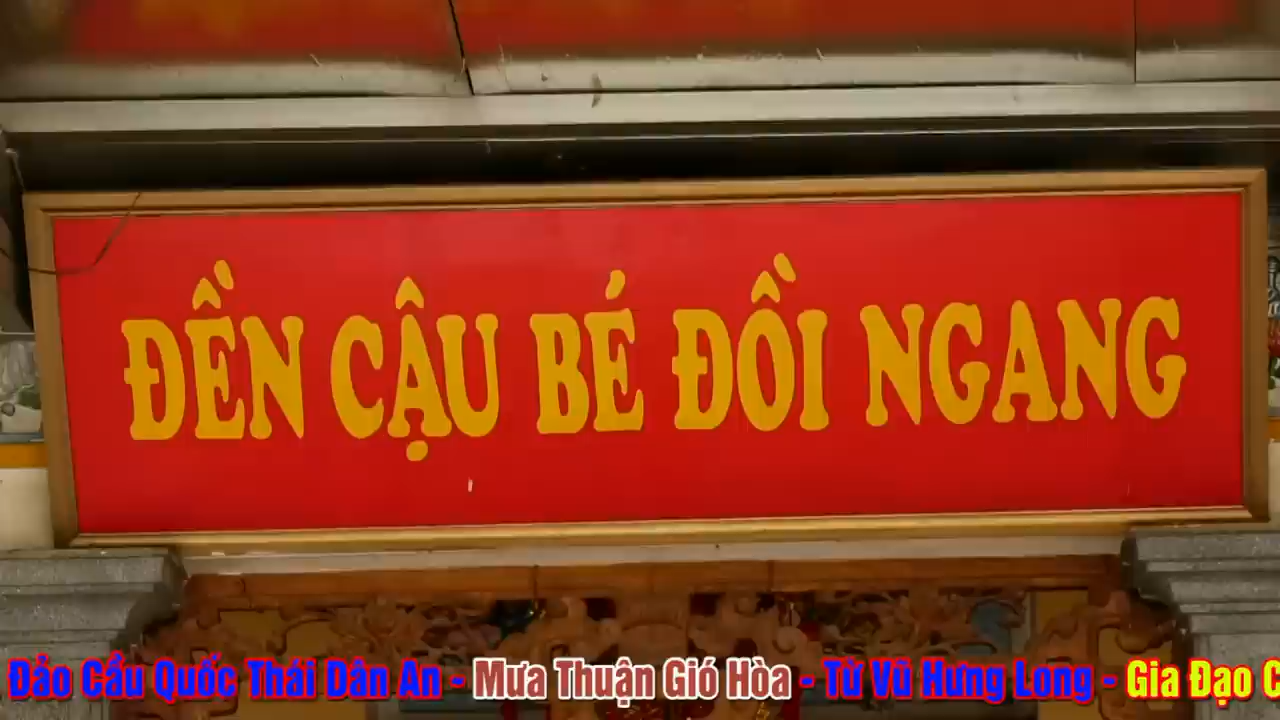 ĐỀN CẬU BÉ ĐỒI NGANG
Đảo Cầu Quốc Thái Dân An - Mưa Thuận Gió Hòa - Tử Vũ Hưng Long - Gia Đạo C